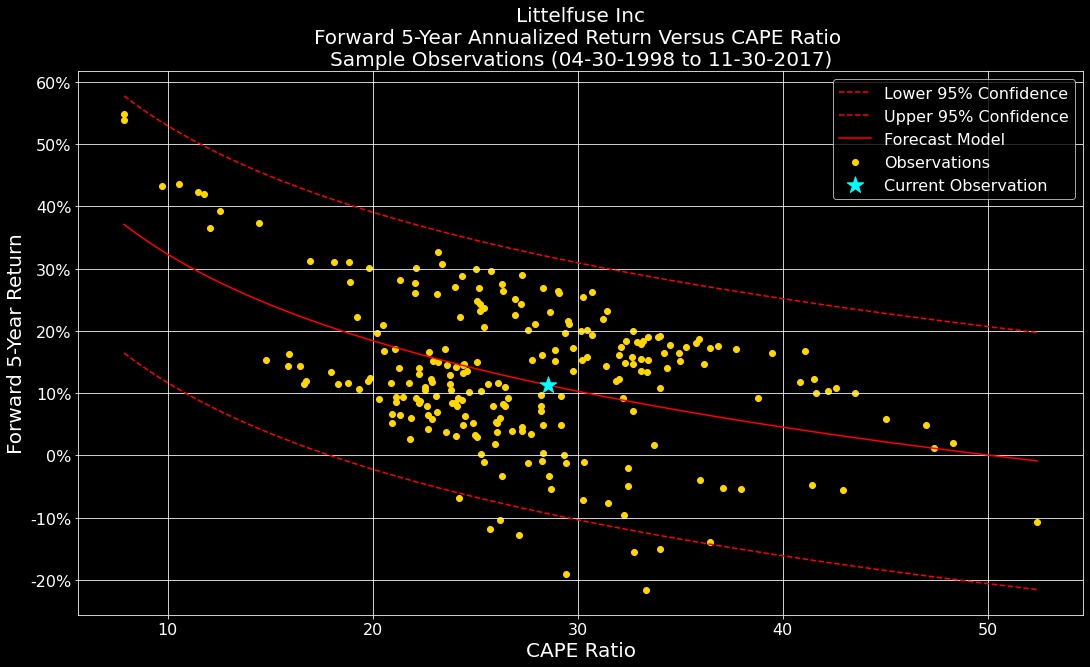 Littelfuse Inc
Forward 5-Year Annualized Return Versus CAPE Ratio
Sample Observations (04-30-1998 to 11-30-2017)
Lower 95% Confidence
Upper 95% Confidence
Forecast Model
Observations
Current Observation
Forward 5-Year Return
60%
50%
40%
30%
20%
10%
0%
-10%
-20%
10
20
30
40
50
CAPE Ratio